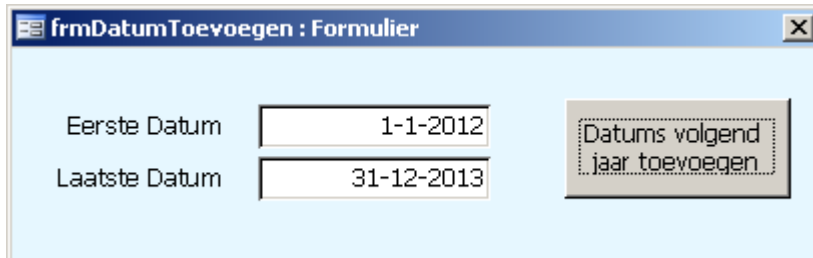 frmDatumToevoegen : Formulier
Eerste Datum 1-1-2012
Laatste Datum 31-12-2013
Datums volgend
jaar toevoegen